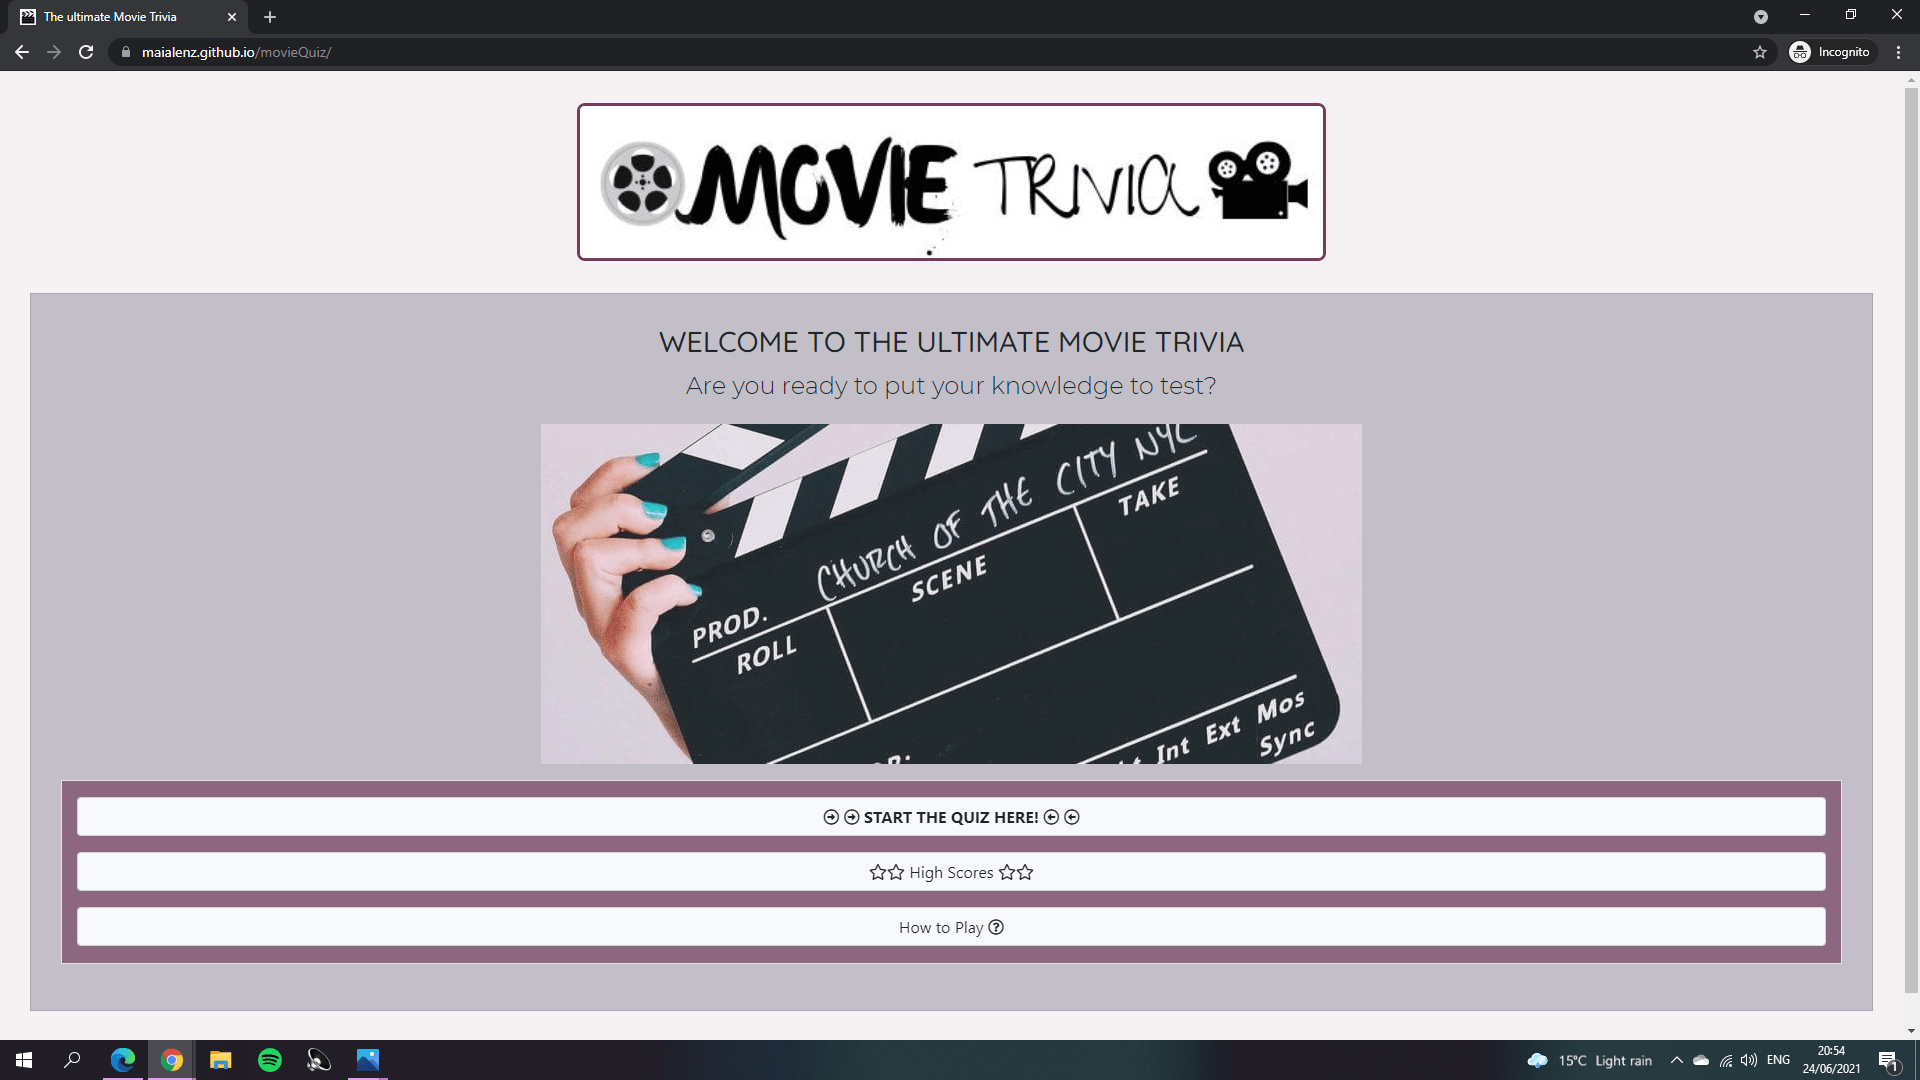 The ultimate Movie Trivia
maialenz.github.io/movieQuiz/
Incognito
MOVIE TRIVIA
WELCOME TO THE ULTIMATE MOVIE TRIVIA
Are you ready to put your knowledge to test?
CHURCH OF THE CITY NYC
PROD.
SCENE
TAKE
ROLL
Int Ext Mos
Sync
START THE QUIZ HERE!
High Scores
How to Play
15°C Light rain
ENG
20:54
24/06/2021
1